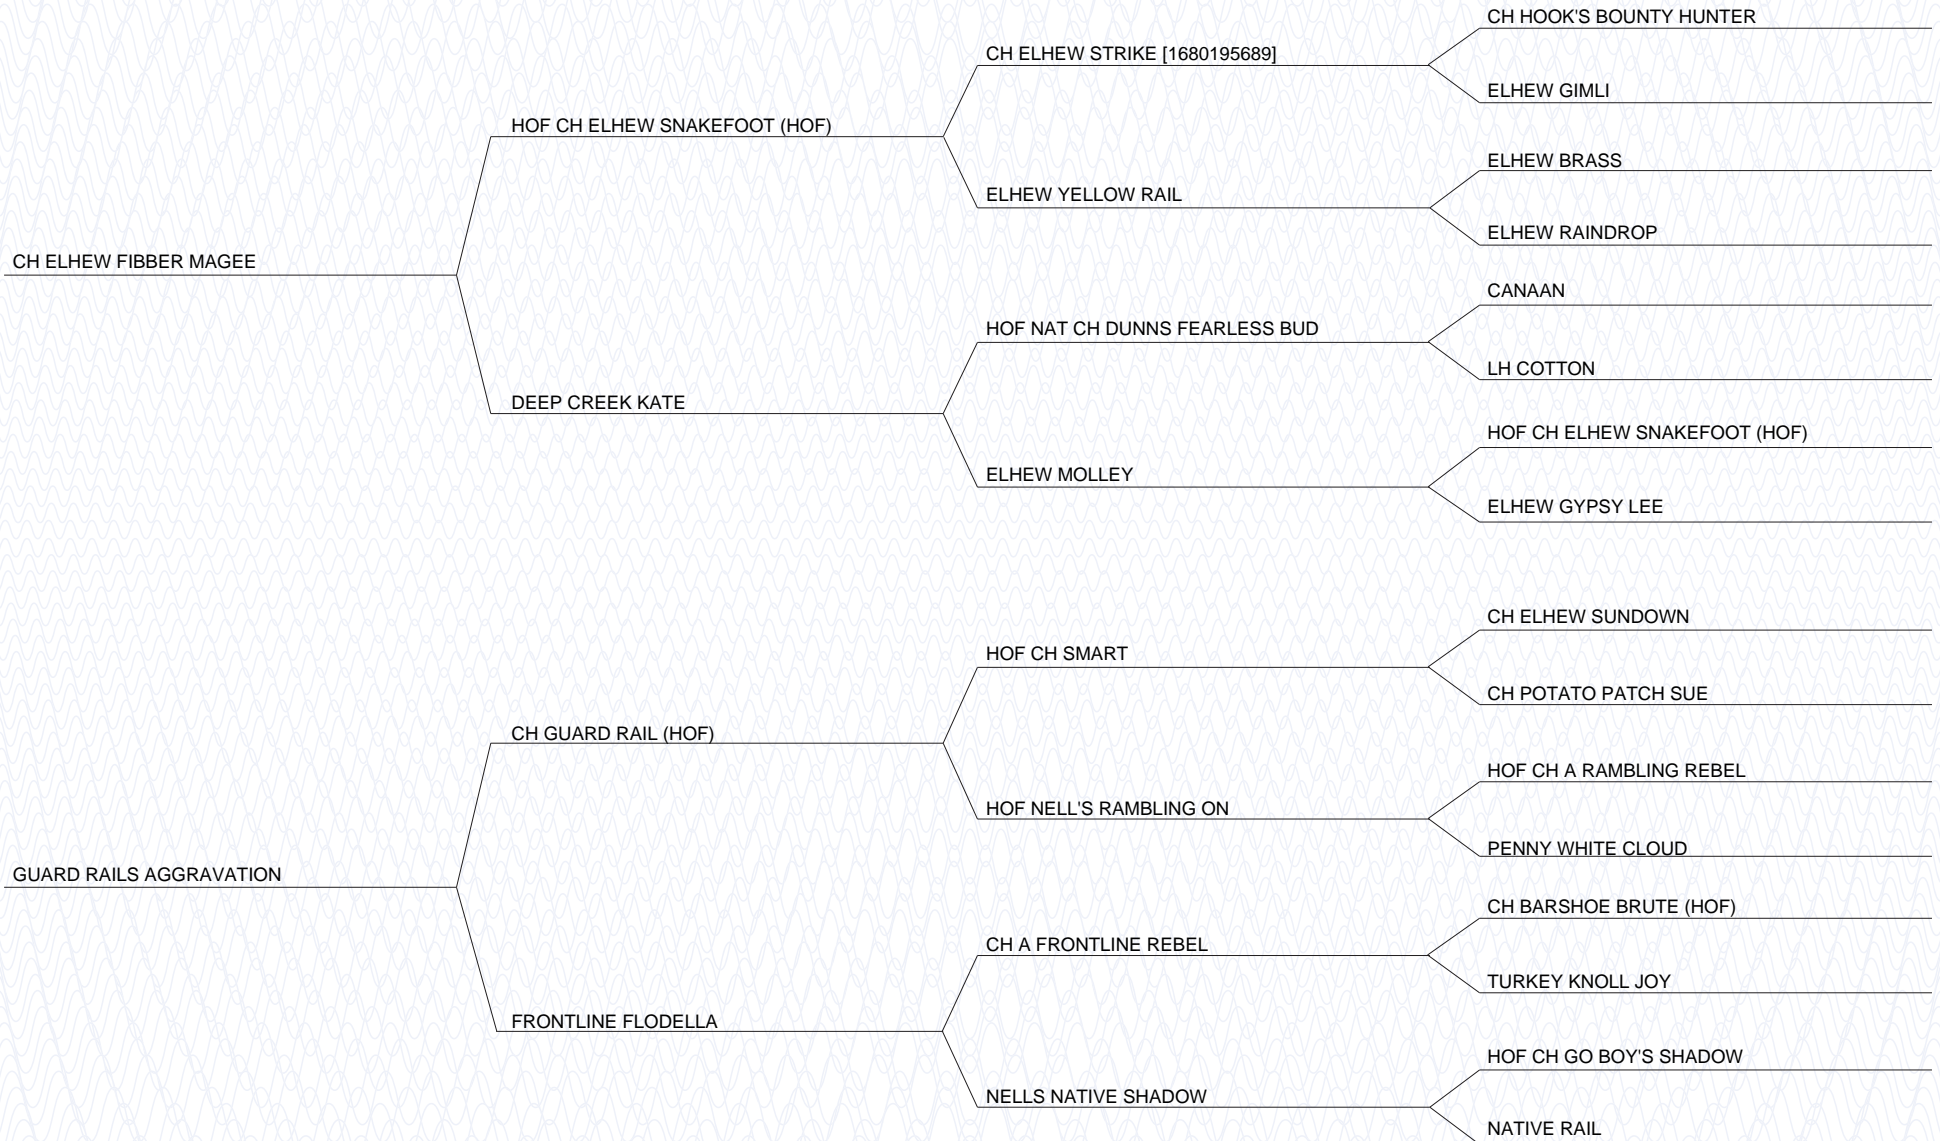 CH HOOK'S BOUNTY HUNTER
CH ELHEW STRIKE [1680195689]
ELHEW GIMLI
HOF CH ELHEW SNAKEFOOT (HOF)
ELHEW BRASS
ELHEW YELLOW RAIL
ELHEW RAINDROP
CH ELHEW FIBBER MAGEE
CANAAN
HOF NAT CH DUNNS FEARLESS BUD
LH COTTON
DEEP CREEK KATE
HOF CH ELHEW SNAKEFOOT (HOF)
ELHEW MOLLEY
ELHEW GYPSY LEE
CH ELHEW SUNDOWN
HOF CH SMART
CH POTATO PATCH SUE
CH GUARD RAIL (HOF)
HOF CH A RAMBLING REBEL
HOF NELL'S RAMBLING ON
PENNY WHITE CLOUD
GUARD RAILS AGGRAVATION
CH BARSHOE BRUTE (HOF)
CH A FRONTLINE REBEL
TURKEY KNOLL JOY
FRONTLINE FLODELLA
HOF CH GO BOY'S SHADOW
NELLS NATIVE SHADOW
NATIVE RAIL